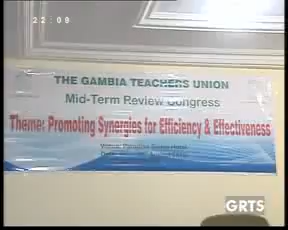 22:08
THE GAMBIA TEACHERS UNION
Mid-Term Review Congress
Theme: Promoting Synergies for Efficiency & Effectiveness
GRTS